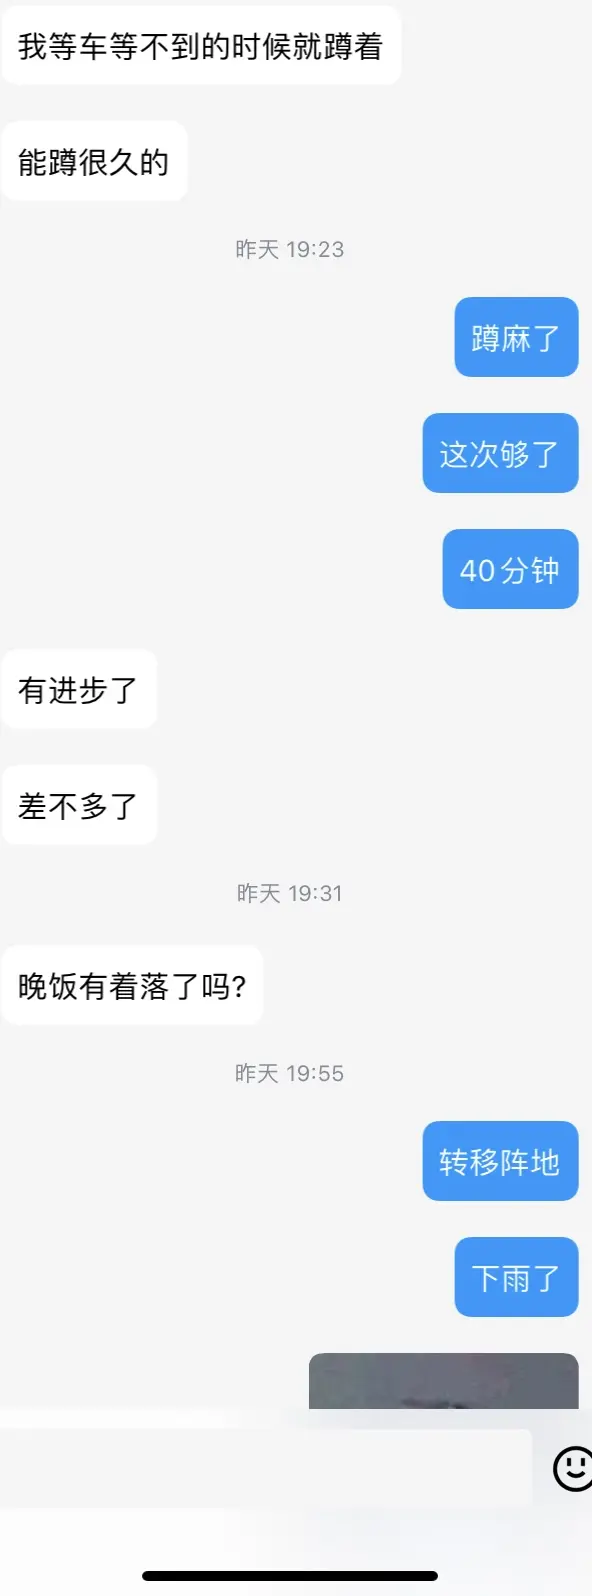 我等车等不到的时候就蹲着
能蹲很久的
昨天 19:23
蹲麻了
这次够了
40分钟
有进步了
差不多了
昨天 19:31
晚饭有着落了吗?
昨天 19:55
转移阵地
下雨了